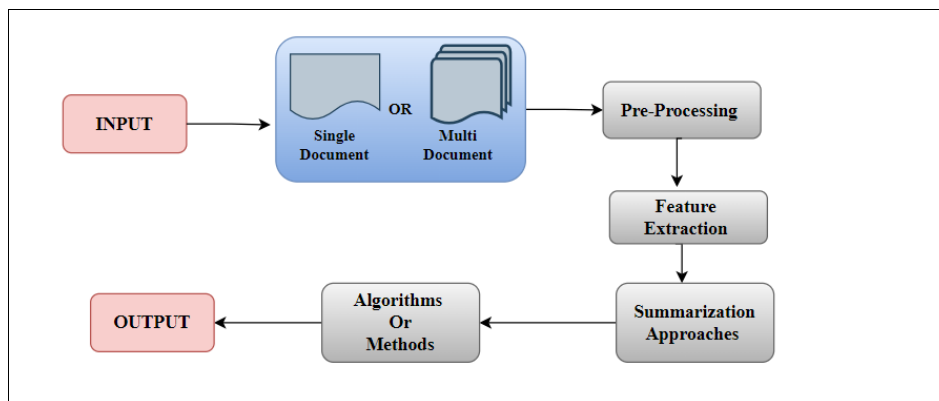 INPUT
Single
Document
OR
Multi
Document
Pre-Processing
Feature
Extraction
Summarization
Approaches
Algorithms
Or
Methods
OUTPUT